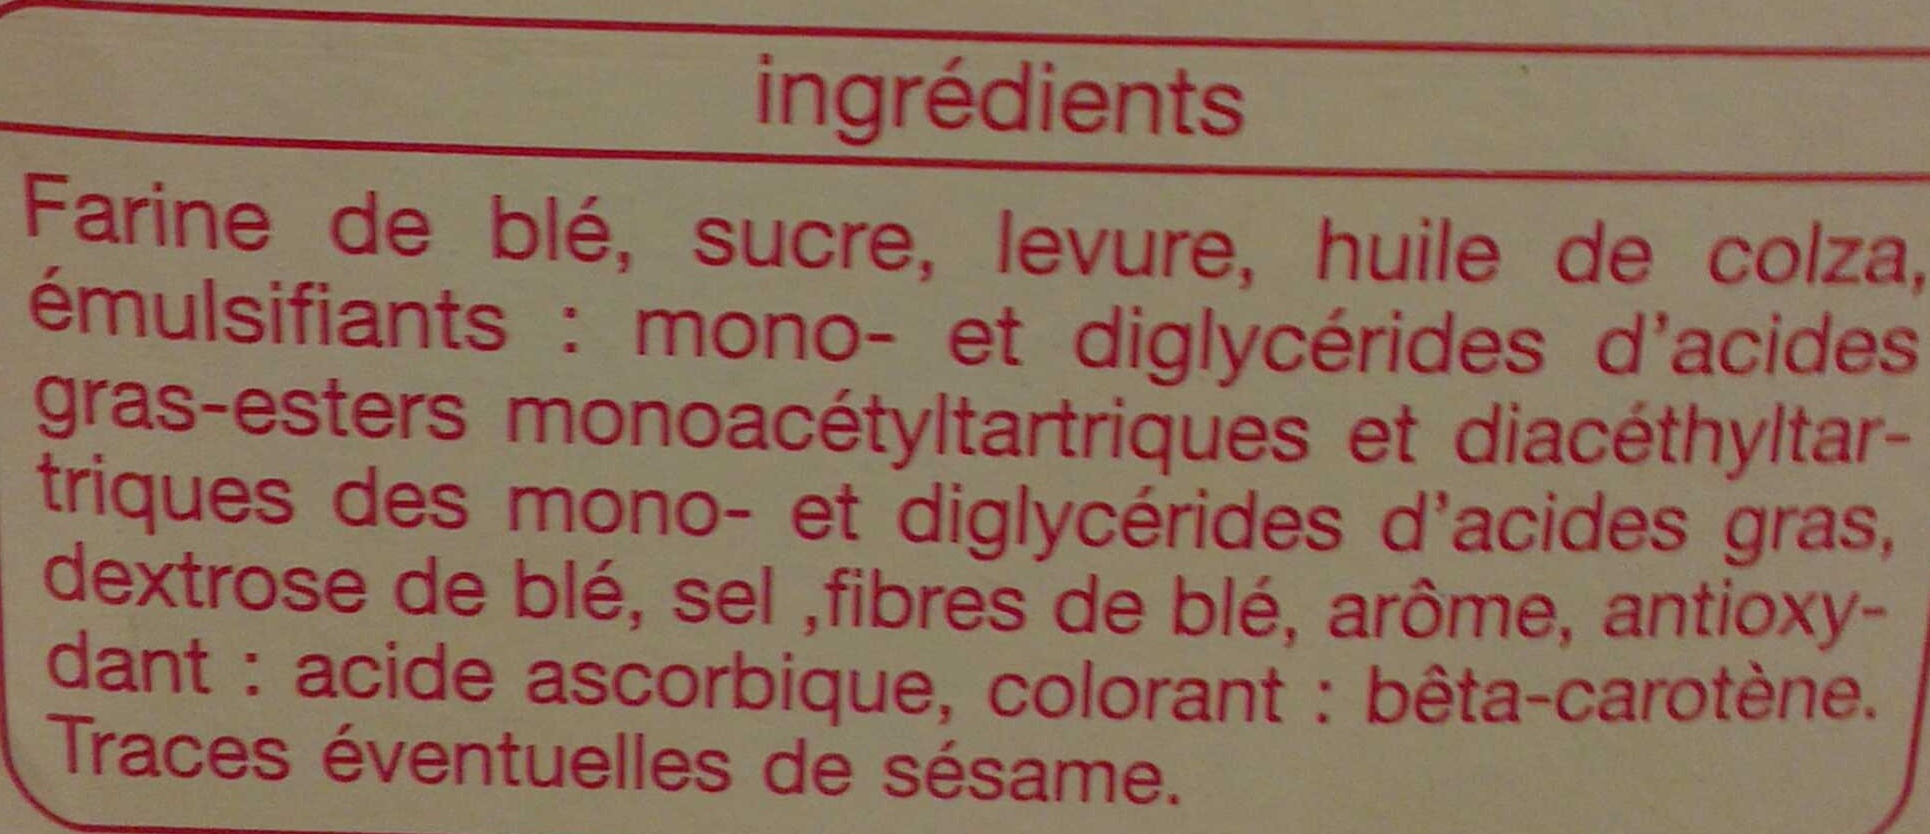 ingrédients
Farine de blé, sucre, levure, huile de colza,
émulsifiants : mono- et diglycérides d'acides
gras-esters monoacétyltartriques et diacéthyltar-
triques des mono- et diglycérides d'acides gras,
dextrose de blé, sel ,fibres de blé, arôme, antioxy-
dant : acide ascorbique, colorant : bêta-carotène.
Traces éventuelles de sésame.